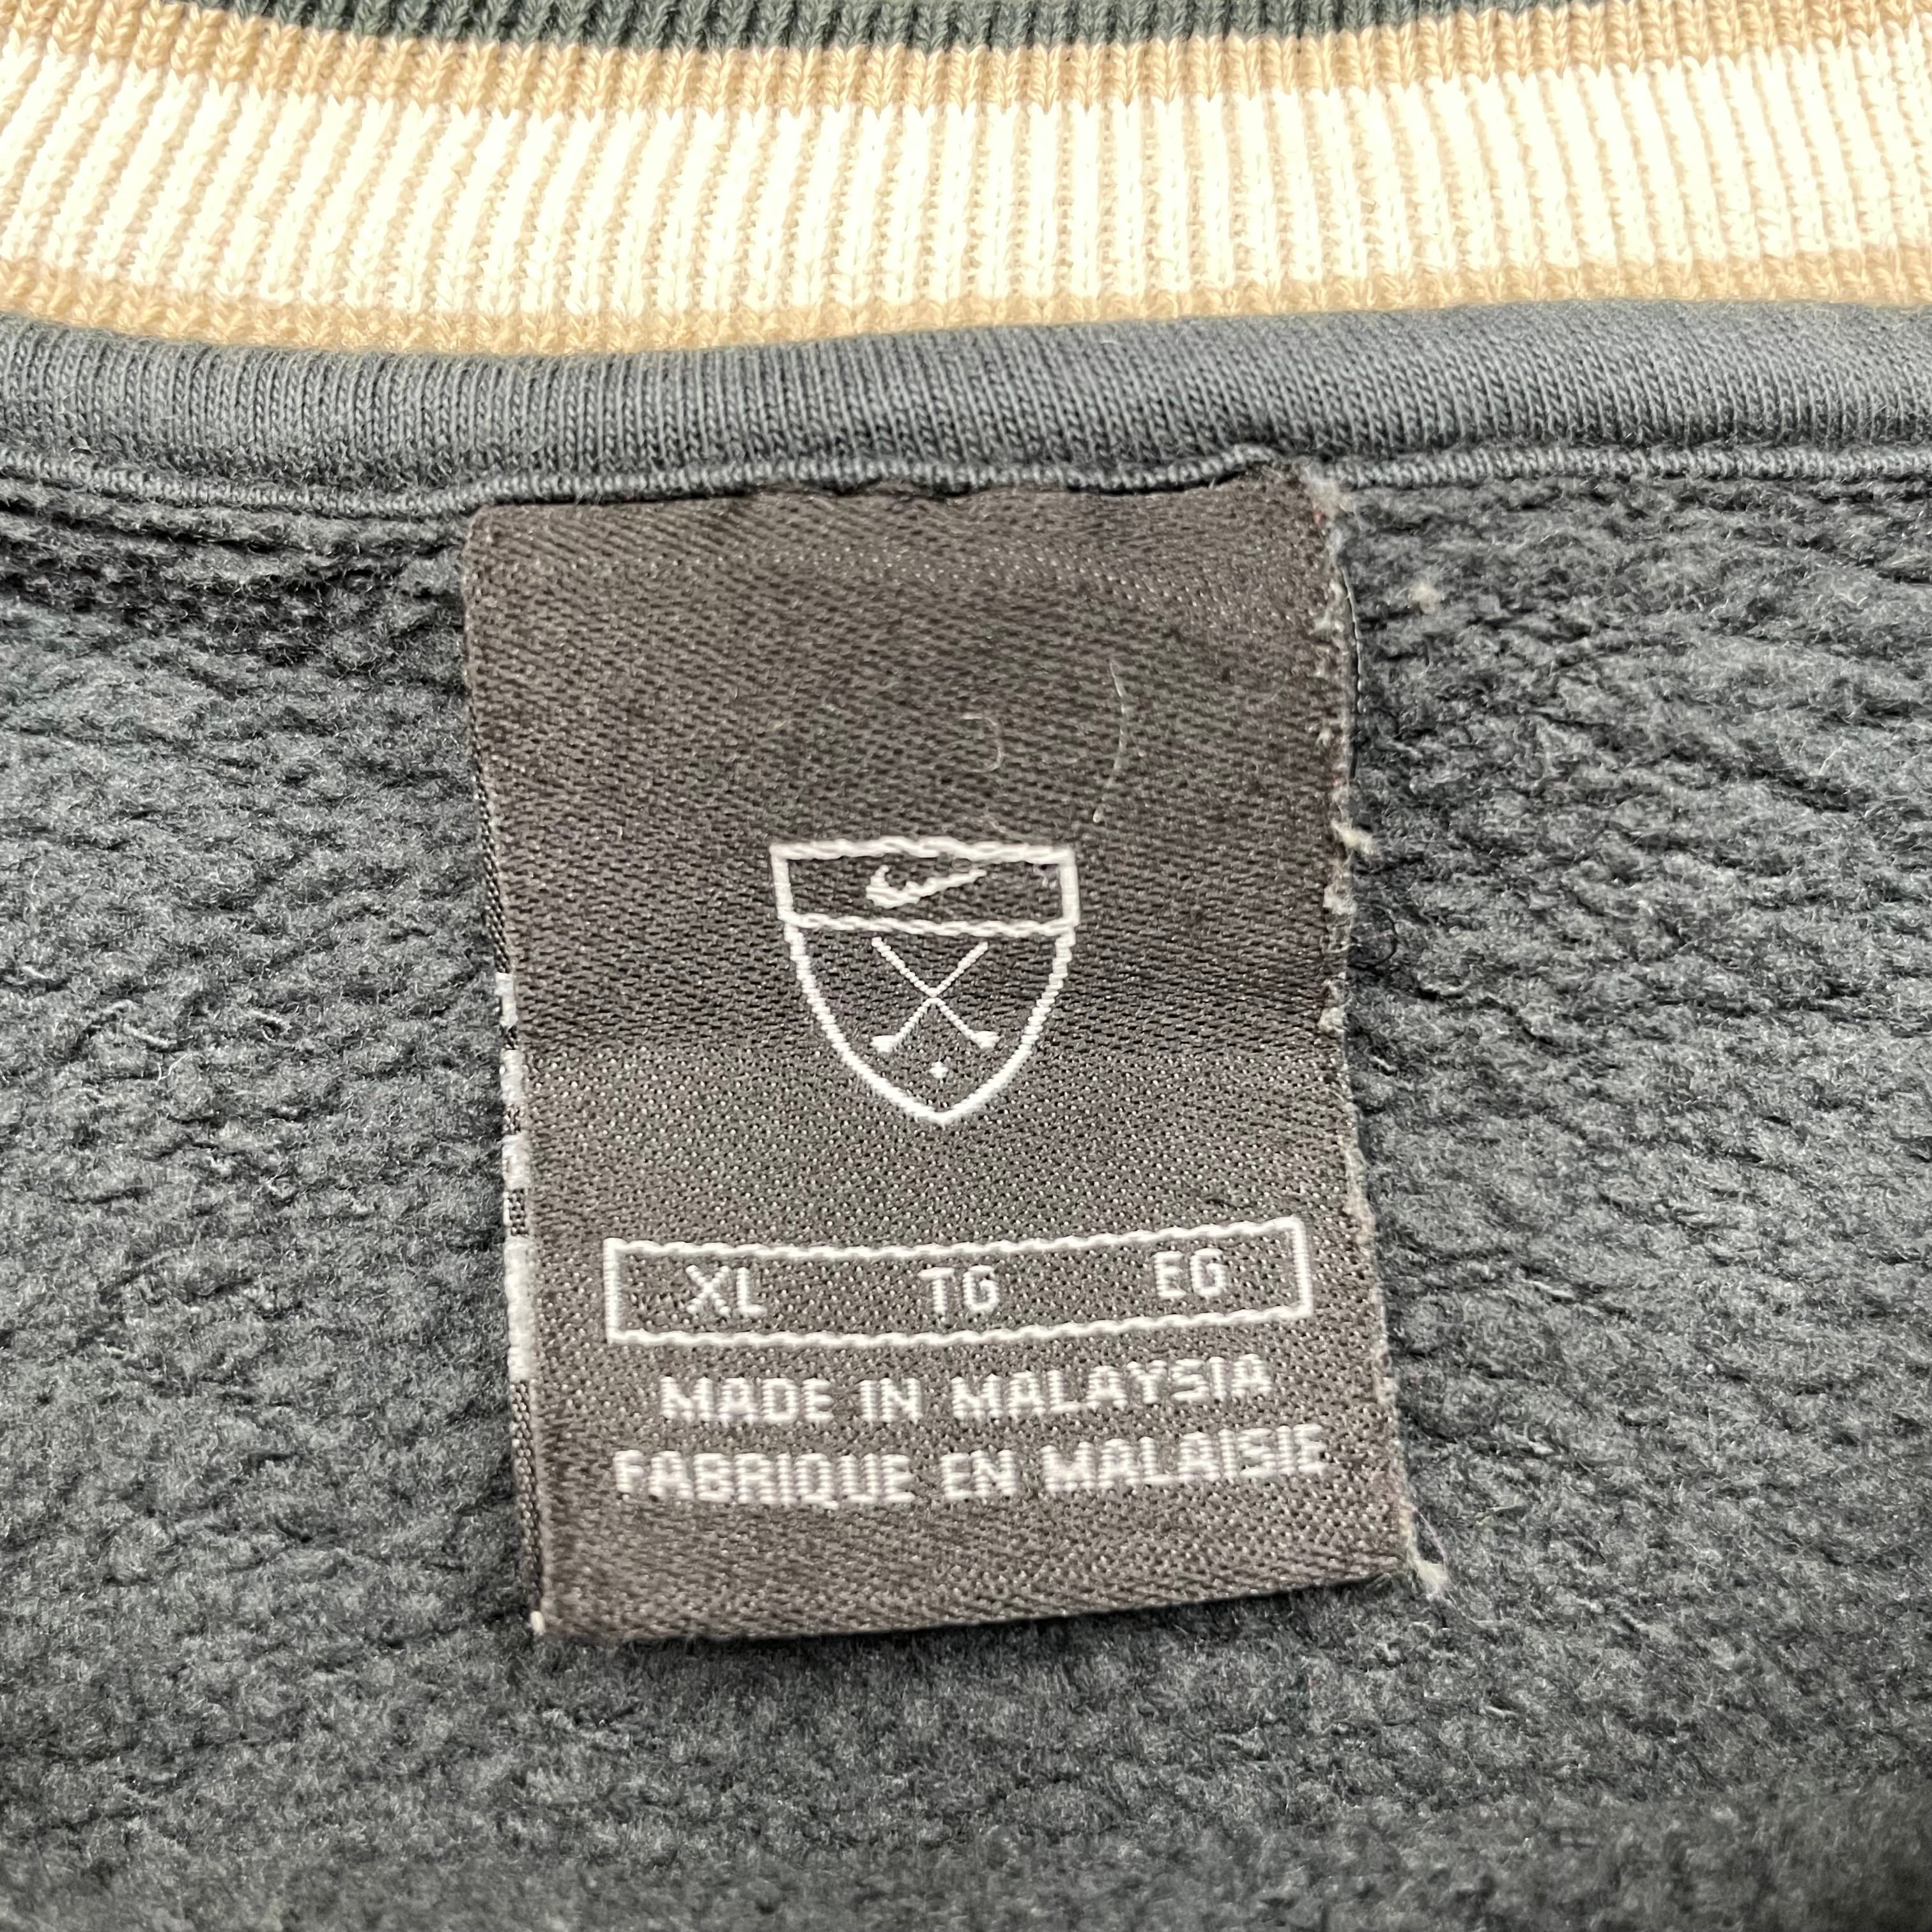 XL TG EG
MADE IN MALAYSIA
FABRIQUE EN MALAISIE